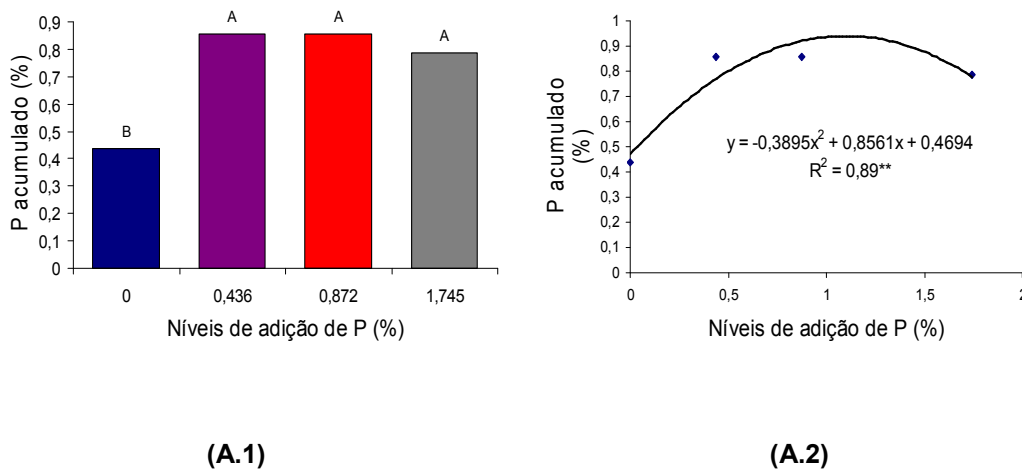 P acumulado (%)
0,9
0,8
0,7
0,6
0,5
0,4
0,3
0,2
0,1
0
B
A
A
A
0 0,436 0,872 1,745
Níveis de adição de P (%)
(A.1)
P acumulado
(%)
1
0,9
0,8
0,7
0,6
0,5
0,4
0,3
0,2
0,1
0
y = -0,3895x² + 0,8561x + 0,4694
R² = 0,89**
0 0,5 1 1,5 2
Níveis de adição de P (%)
(A.2)